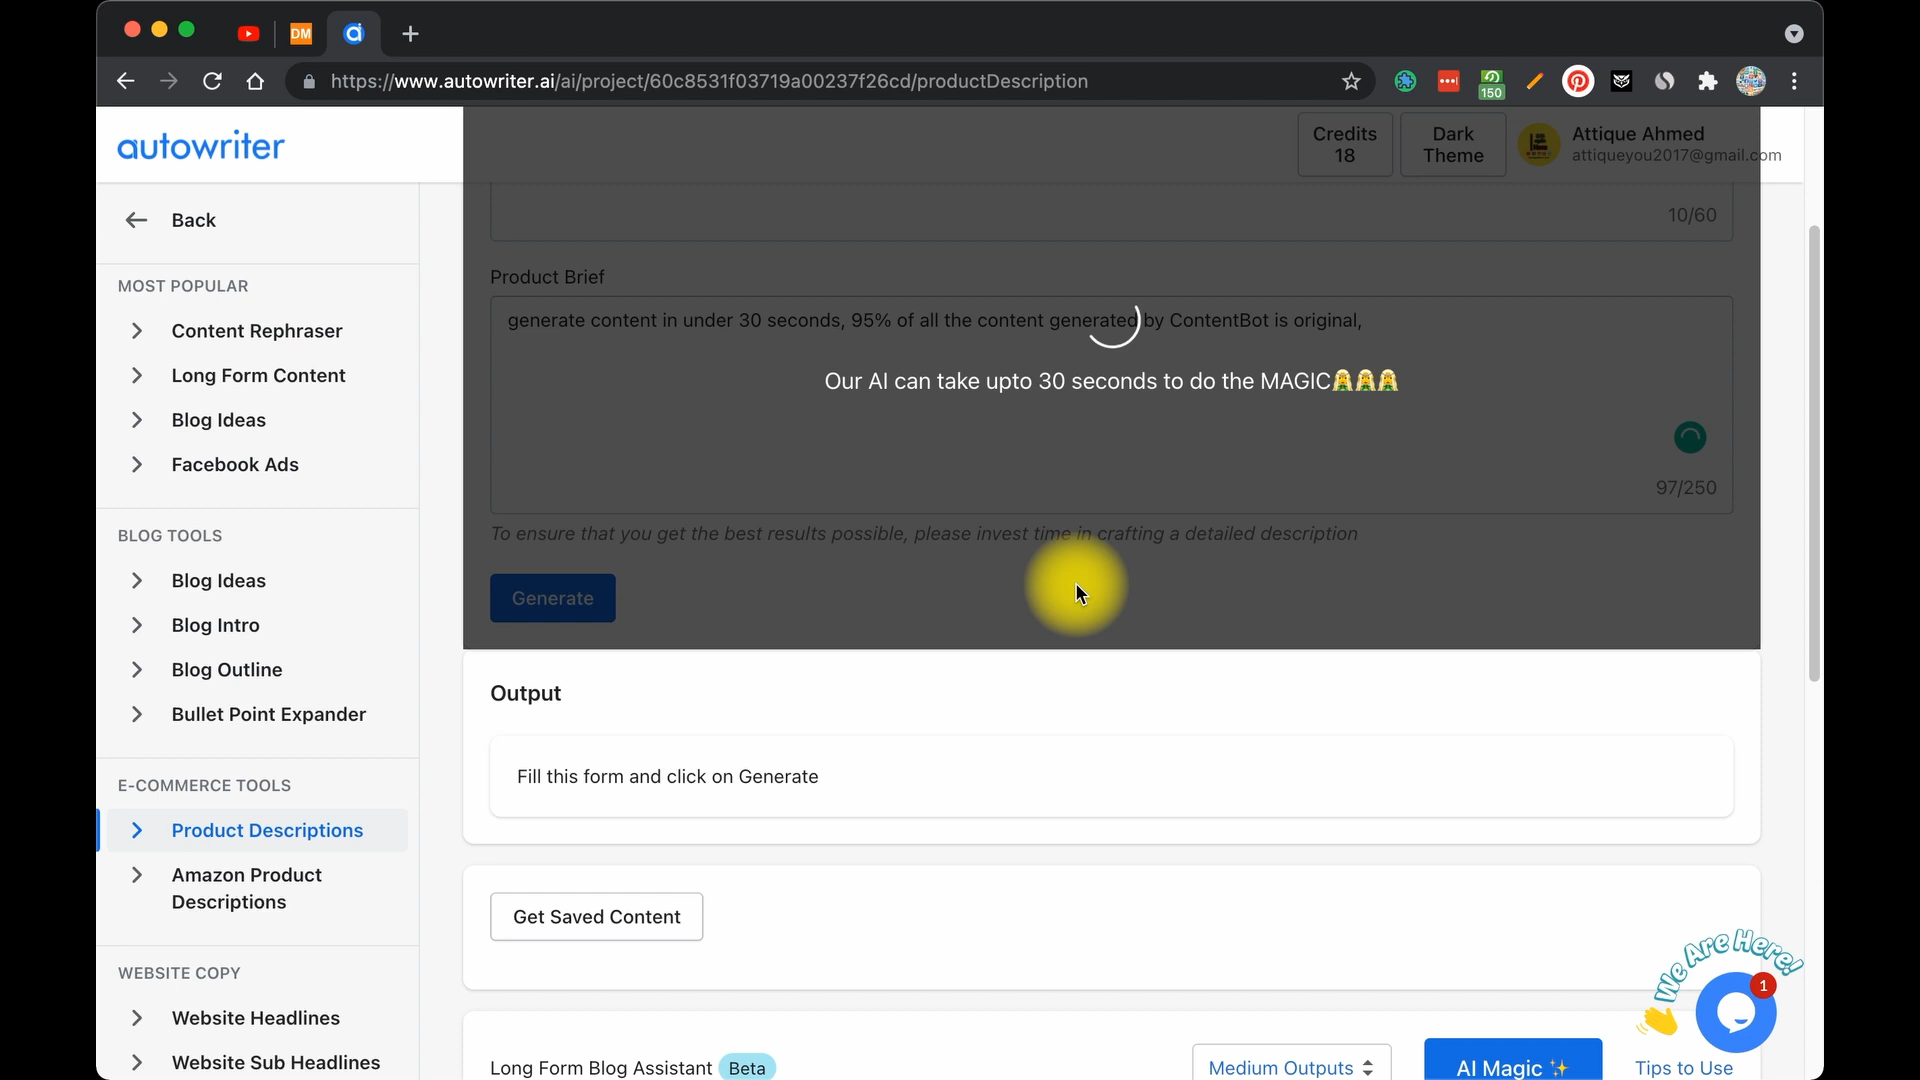 DM
https://www.autowriter.ai/ai/project/60c8531f03719a00237f26cd/productDescription
150
autowriter
Credits
18
Dark
Theme
Attique Ahmed
attiqueyou2017@gmail.com
Back
10/60
MOST POPULAR
Content Rephraser
Long Form Content
Blog Ideas
Facebook Ads
Product Brief
generate content in under 30 seconds, 95% of all the content generated by ContentBot is original,
Our AI can take upto 30 seconds to do the MAGIC
97/250
To ensure that you get the best results possible, please invest time in crafting a detailed description
Generate
BLOG TOOLS
Blog Ideas
Blog Intro
Blog Outline
Bullet Point Expander
Output
Fill this form and click on Generate
E-COMMERCE TOOLS
Product Descriptions
Amazon Product
Descriptions
Get Saved Content
WEBSITE COPY
Website Headlines
Website Sub Headlines
We Are Here!
1
Long Form Blog Assistant Beta
Medium Outputs
AI Magic
Tips to Use